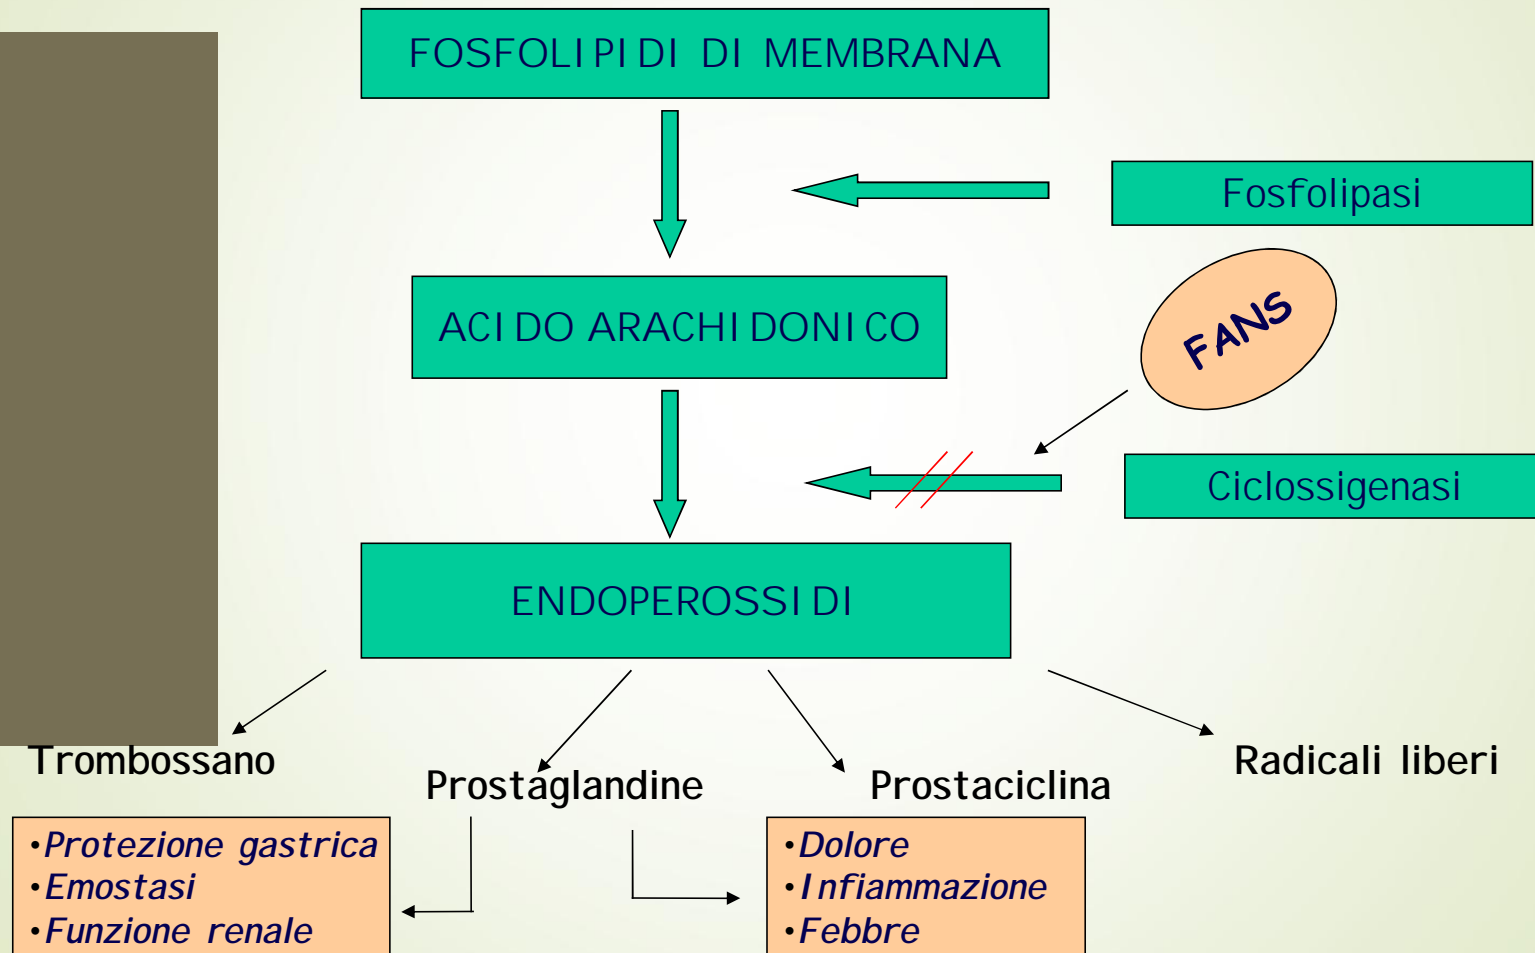 FOSFOLIPIDI DI MEMBRANA
Fosfolipasi
FANS
ACIDO ARACHIDONICO
Ciclossigenasi
ENDOPEROSSIDI
Trombossano
Prostaglandine
Prostaciclina
Radicali liberi
•Protezione gastrica
•Emostasi
•Funzione renale
•Dolore
•Infiammazione
•Febbre